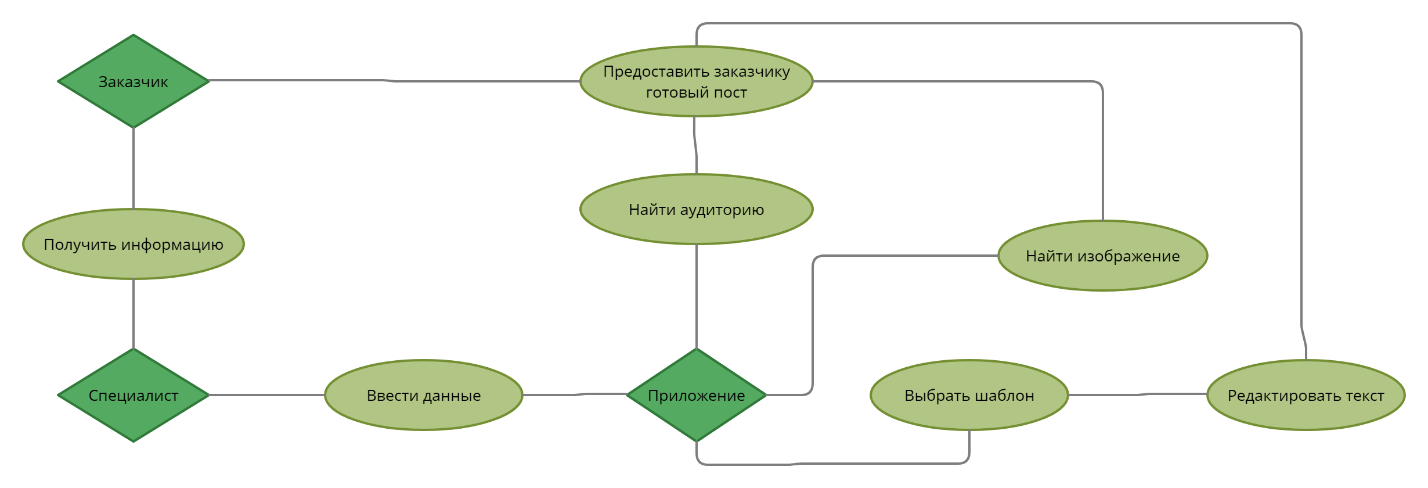 Заказчик
Предоставить заказчику
готовый пост
Найти аудиторию
Получить информацию
Найти изображение
Специалист
Ввести данные
Приложение
Выбрать шаблон
Редактировать текст